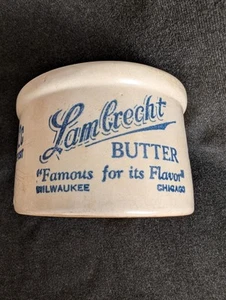 Lambrecht
BUTTER
"Famous for its Flavor"
MILWAUKEE CHICAGO